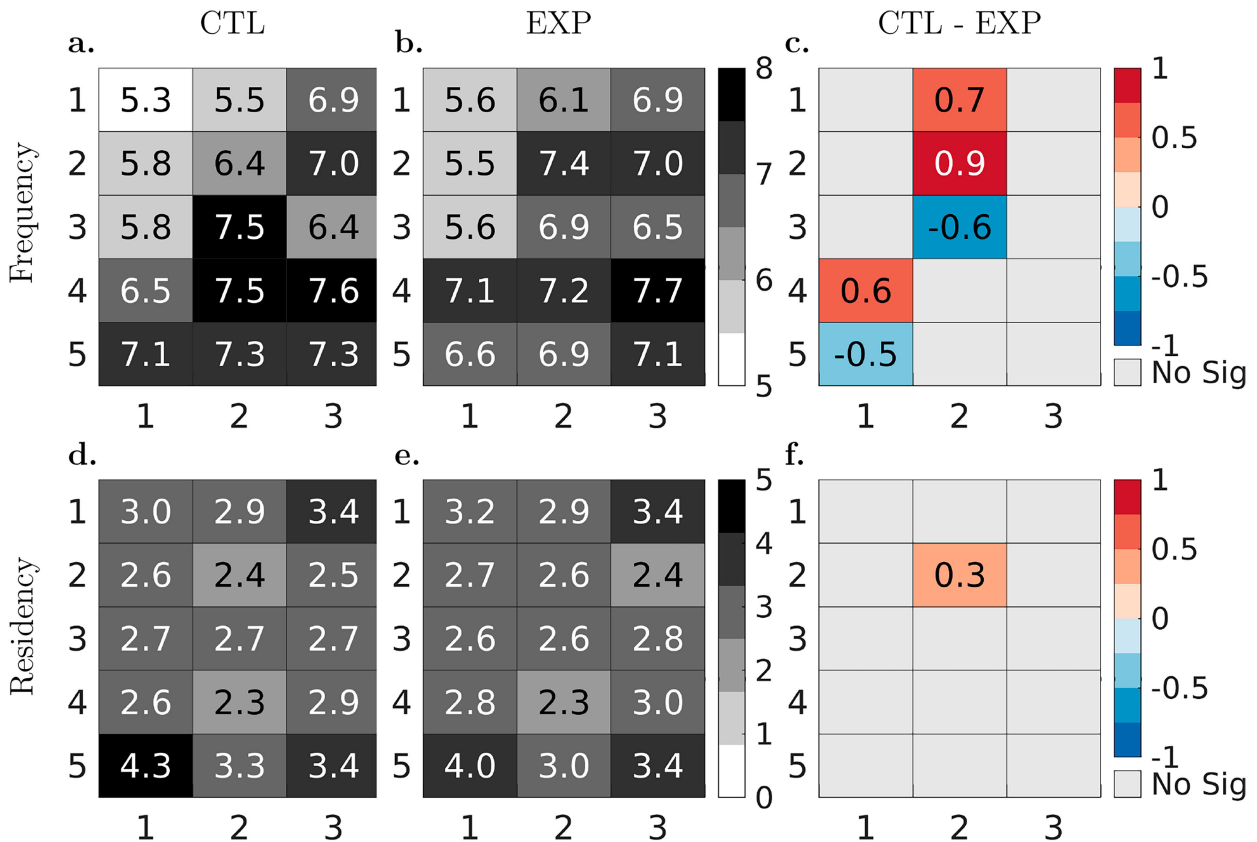 CTL EXP CTL - EXP
a. b. c.
Frequency
1 5.3 5.5 6.9 1 5.6 6.1 6.9 8 1 0.7 1
2 5.8 6.4 7.0 2 5.5 7.4 7.0 7 2 0.9 0.5
3 5.8 7.5 6.4 3 5.6 6.9 6.5 3 -0.6 0
4 6.5 7.5 7.6 4 7.1 7.2 7.7 6 4 0.6 -0.5
5 7.1 7.3 7.3 5 6.6 6.9 7.1 5 5 -0.5 -1
No Sig
1 2 3 1 2 3 1 2 3
d. e. f.
Residency
1 3.0 2.9 3.4 1 3.2 2.9 3.4 5 1 1
2 2.6 2.4 2.5 2 2.7 2.6 2.4 4 2 0.3 0.5
3 2.7 2.7 2.7 3 2.6 2.6 2.8 3 3 0
4 2.6 2.3 2.9 4 2.8 2.3 3.0 2 4 -0.5
5 4.3 3.3 3.4 5 4.0 3.0 3.4 1 5 -1
0 No Sig
1 2 3 1 2 3 1 2 3